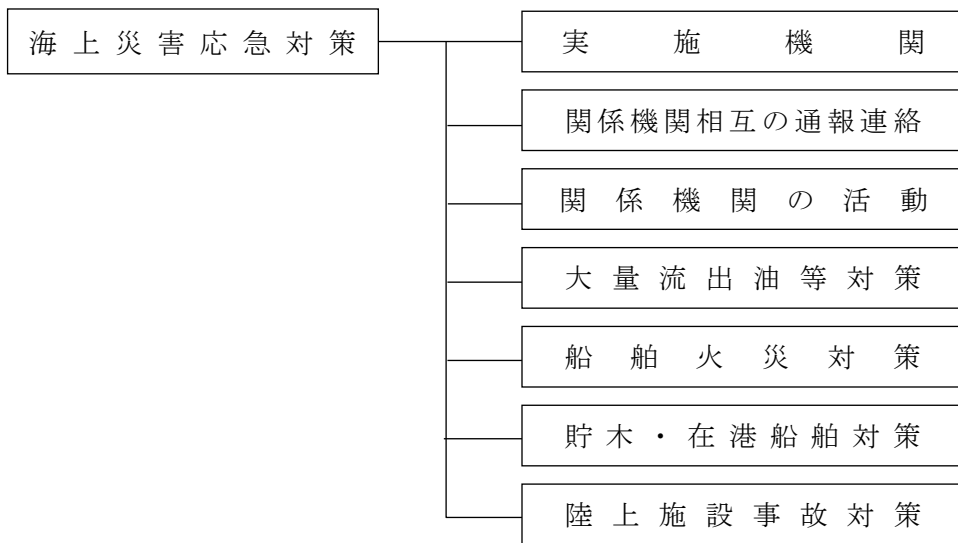 海上災害応急対策
実施機関
関係機関相互の通報連絡
関係機関の活動
大量流出油等対策
船舶火災対策
貯木・在港船舶対策
陸上施設事故対策